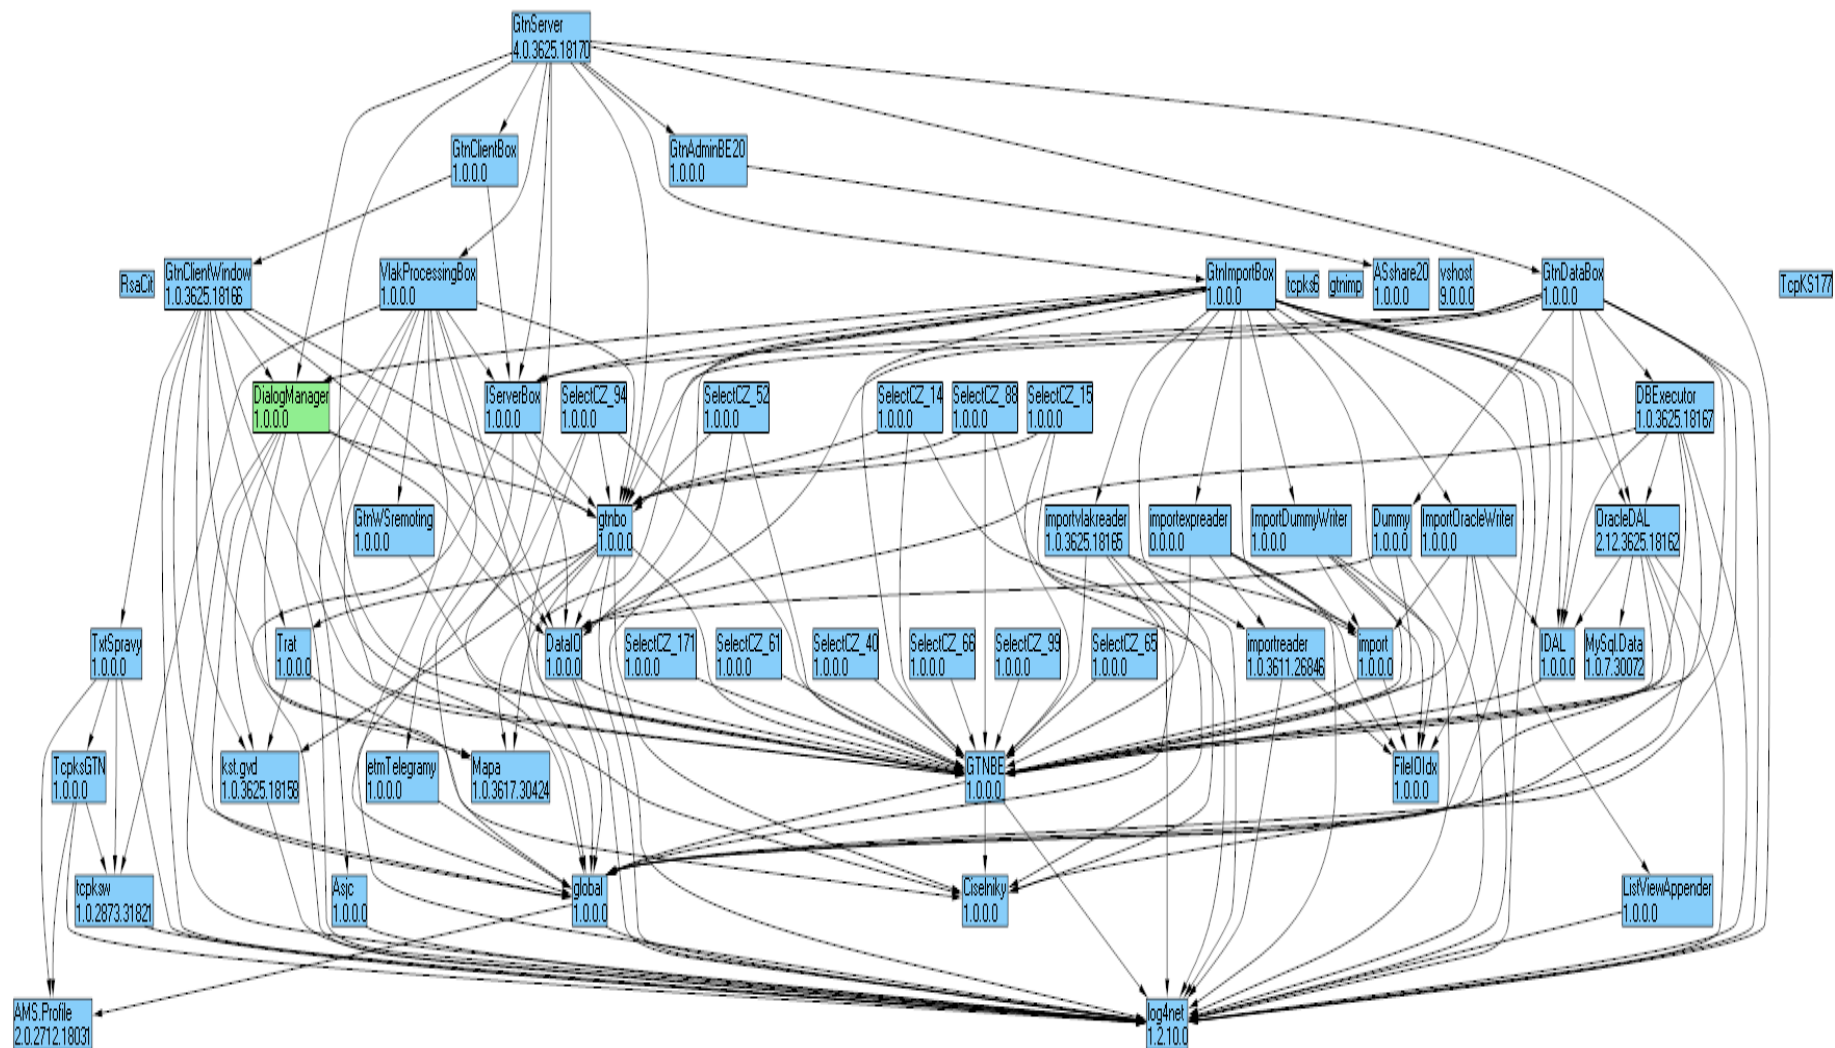 GtnServer
4.0.3625.18170
GtnClientBox
1.0.0.0
GtnAdminBE20
1.0.0.0
RsaCit
GtnClientWindow
1.0.3625.18166
VlakProcessingBox
1.0.0.0
GtnImportBox
1.0.0.0
tcpks6
gtnimp
ASshare20
1.0.0.0
vshost
9.0.0.0
GtnDataBox
1.0.0.0
TcpKS177
DialogManager
1.0.0.0
IServerBox
1.0.0.0
SelectCZ_94
1.0.0.0
SelectCZ_52
1.0.0.0
SelectCZ_14
1.0.0.0
SelectCZ_88
1.0.0.0
SelectCZ_15
1.0.0.0
DBExecutor
1.0.3625.18167
GtnWSremoting
1.0.0.0
gtnbo
1.0.0.0
importvlakreader
1.0.3625.18165
importexpreader
0.0.0.0
ImportDummyWriter
1.0.0.0
Dummy
1.0.0.0
ImportOracleWriter
1.0.0.0
OracleDAL
2.12.3625.18162
TxtSpravy
1.0.0.0
Trat
1.0.0.0
DataIO
1.0.0.0
SelectCZ_171
1.0.0.0
SelectCZ_61
1.0.0.0
SelectCZ_40
1.0.0.0
SelectCZ_66
1.0.0.0
SelectCZ_99
1.0.0.0
SelectCZ_65
1.0.0.0
importreader
1.0.3611.26846
import
1.0.0.0
IDAL
1.0.0.0
MySql.Data
1.0.7.30072
TcpksGTN
1.0.0.0
kst.gvd
1.0.3625.18158
etmTelegramy
1.0.0.0
Mapa
1.0.3617.30424
GTNBE
1.0.0.0
FileIOIdx
1.0.0.0
tcpksw
1.0.2873.31821
Asjc
1.0.0.0
global
1.0.0.0
Ciselniky
1.0.0.0
ListViewAppender
1.0.0.0
AMS.Profile
2.0.2712.18031
log4net
1.2.10.0